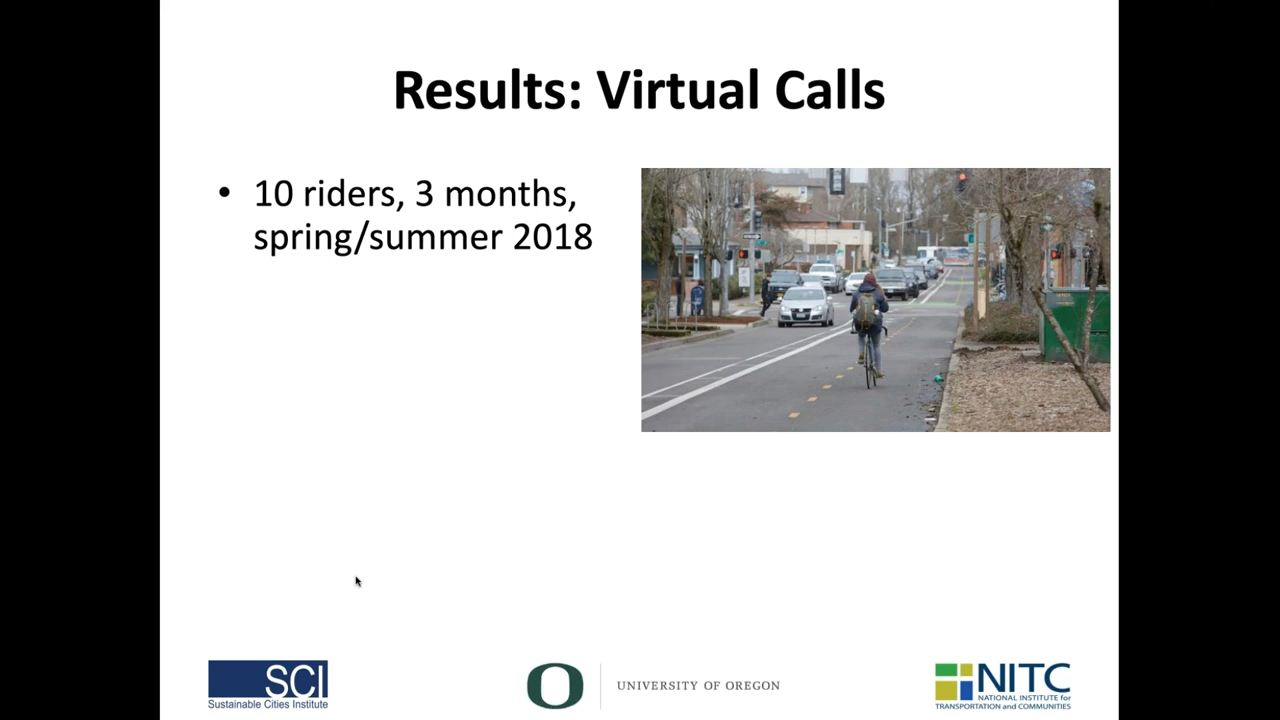 Results: Virtual Calls
• 10 riders, 3 months,
spring/summer 2018
SCI
Sustainable Cities Institute
O
UNIVERSITY OF OREGON
NITC
NATIONAL INSTITUTE for
TRANSPORTATION and COMMUNITIES